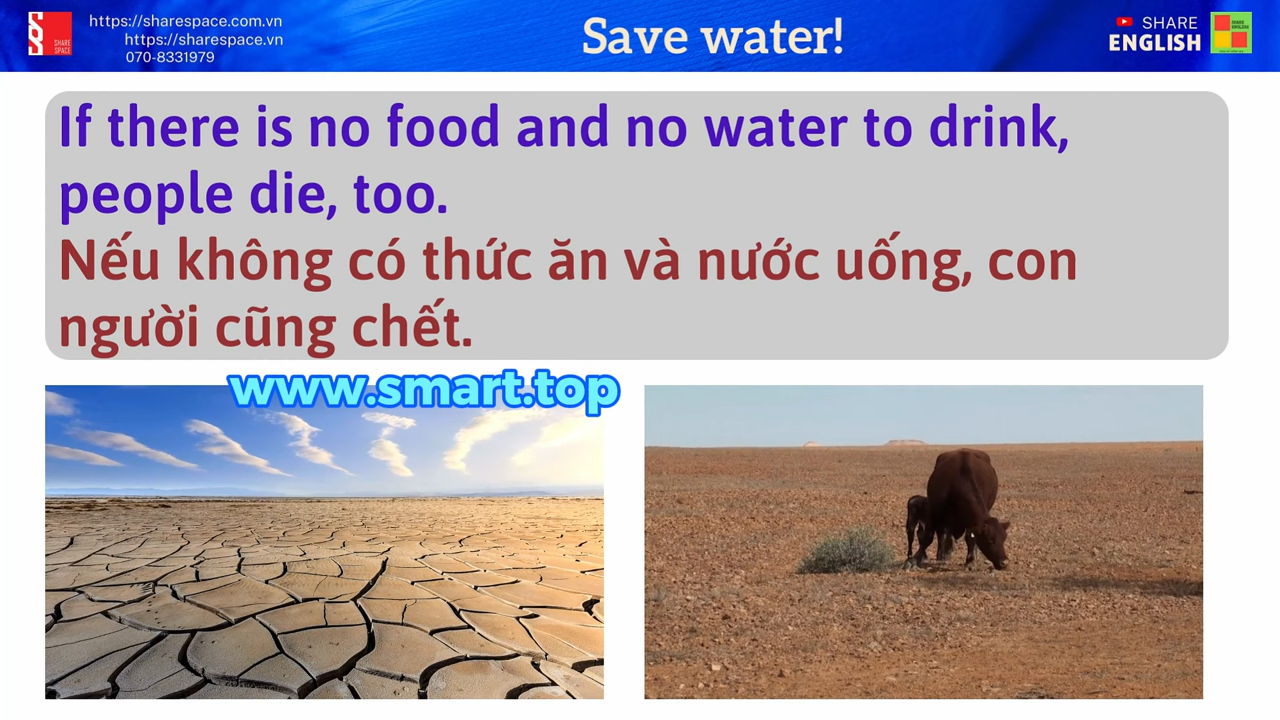 https://sharespace.com.vn
https://sharespace.vn
070-8331979
SHARE
SPACE
Save water!
SHARE
ENGLISH
If there is no food and no water to drink,
people die, too.
Nếu không có thức ăn và nước uống, con
người cũng chết.
www.smart.top